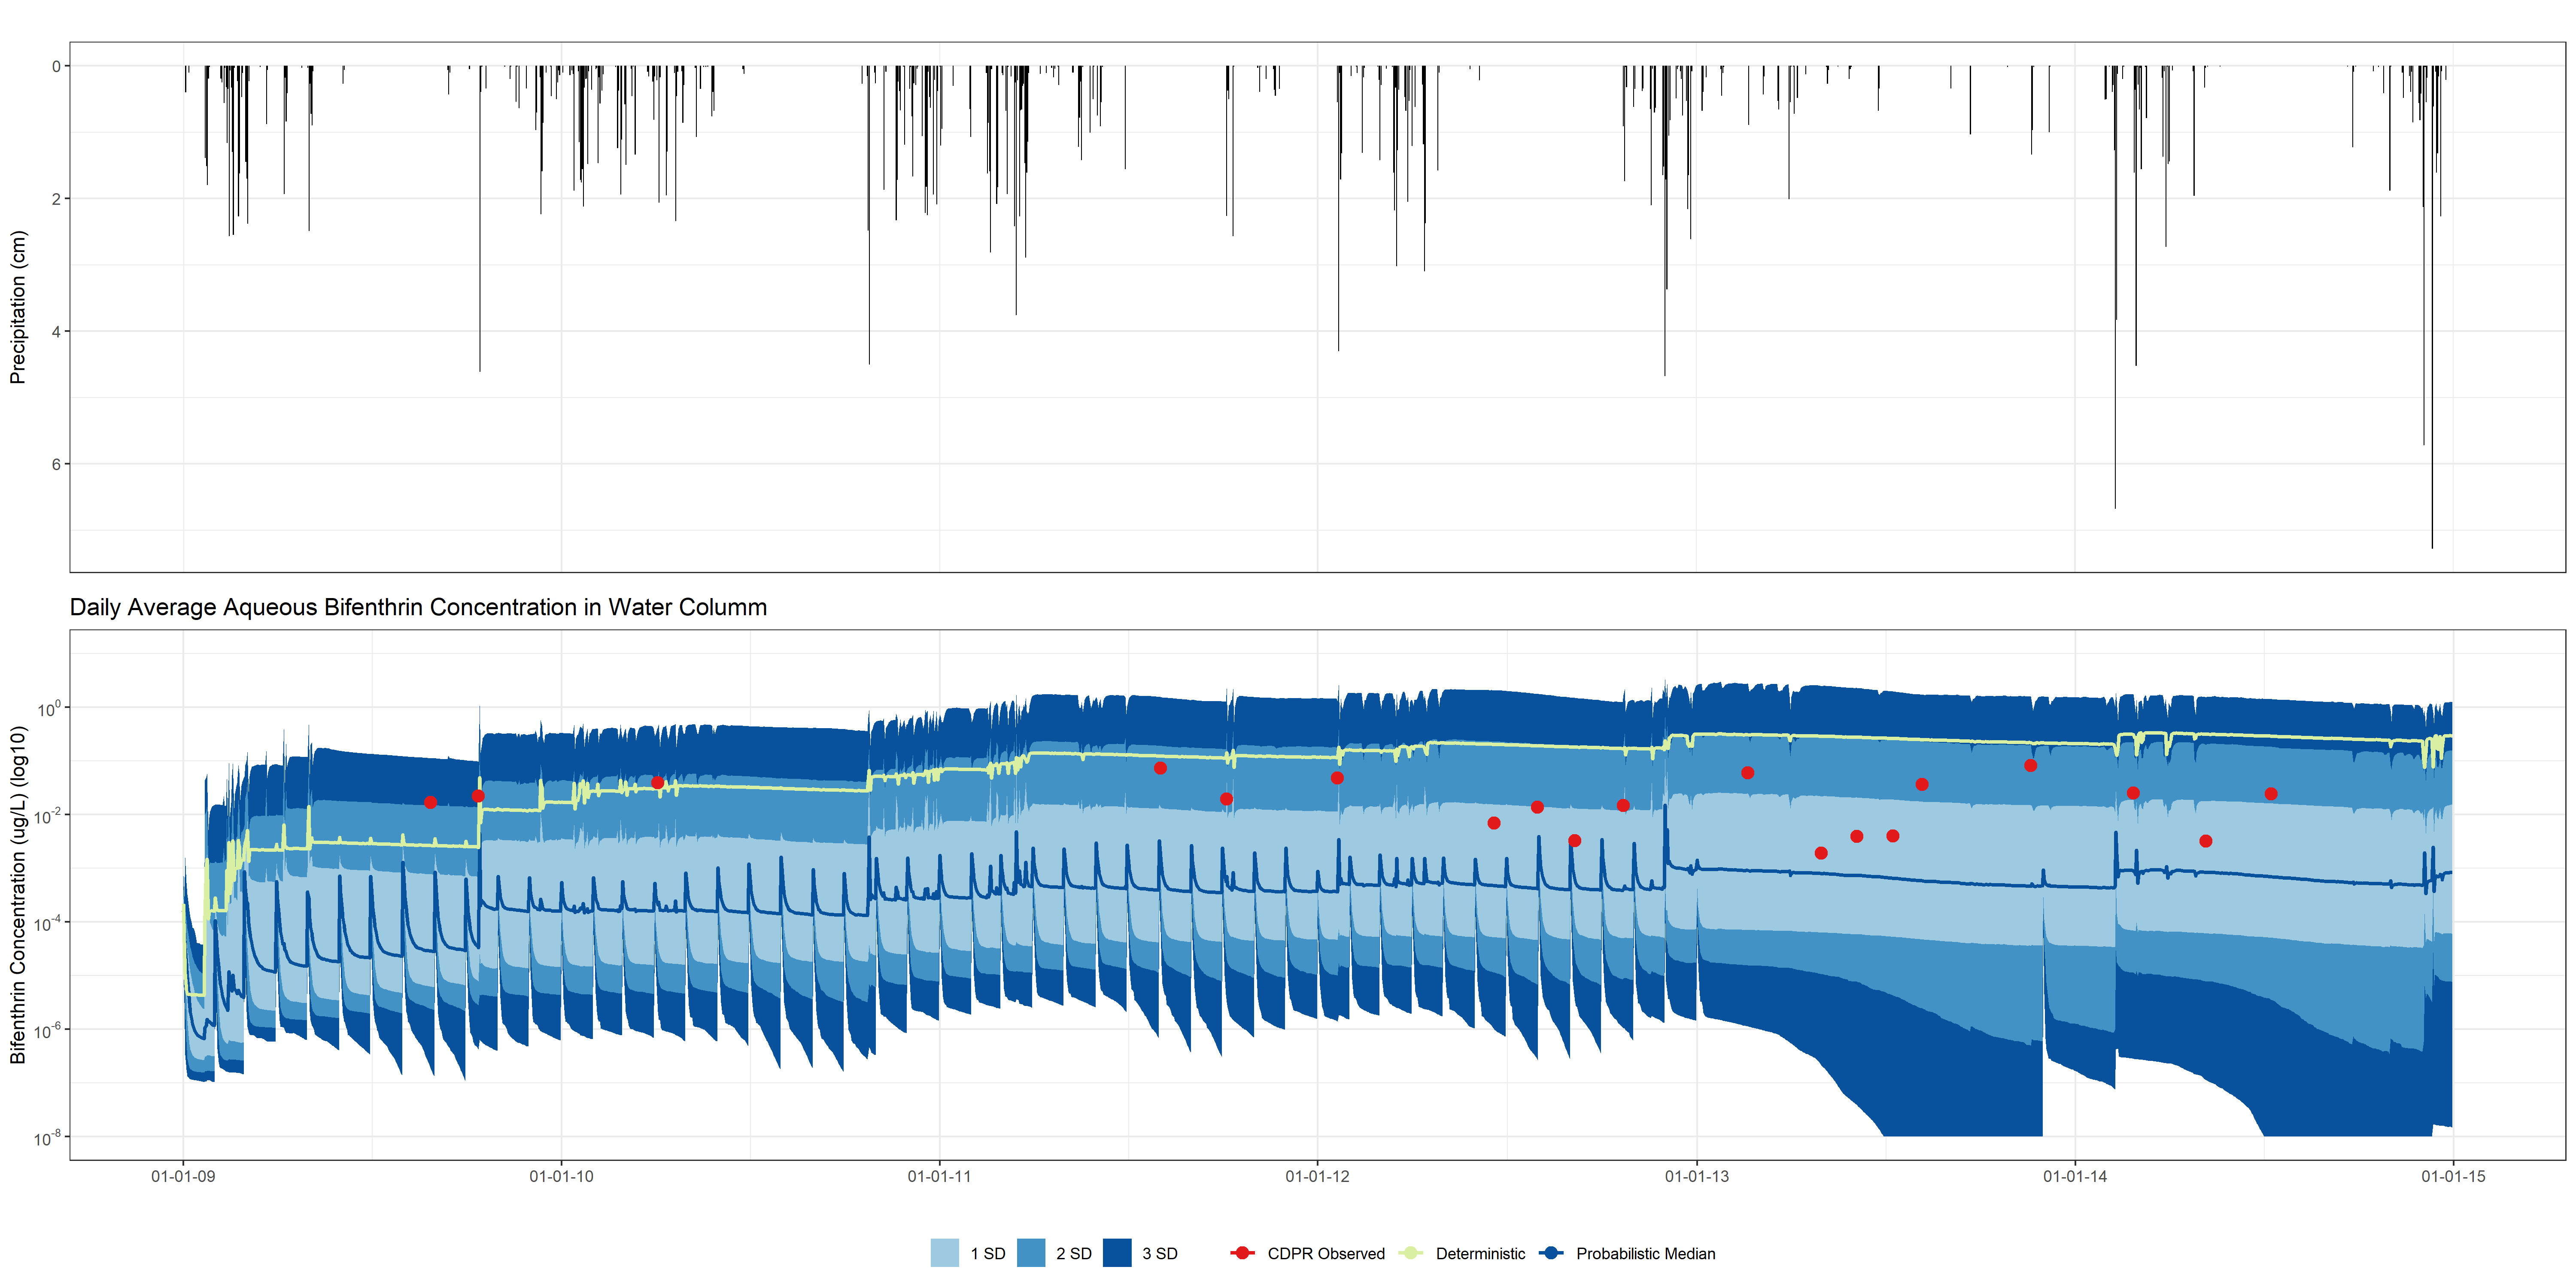 0
2
4
6
Precipitation (cm)
Daily Average Aqueous Bifenthrin Concentration in Water Columm
10^0
10^-2
10^-4
10^-6
10^-8
Bifenthrin Concentration (ug/L) (log10)
01-01-09 01-01-10 01-01-11 01-01-12 01-01-13 01-01-14 01-01-15
1 SD 2 SD 3 SD CDPR Observed Deterministic Probabilistic Median